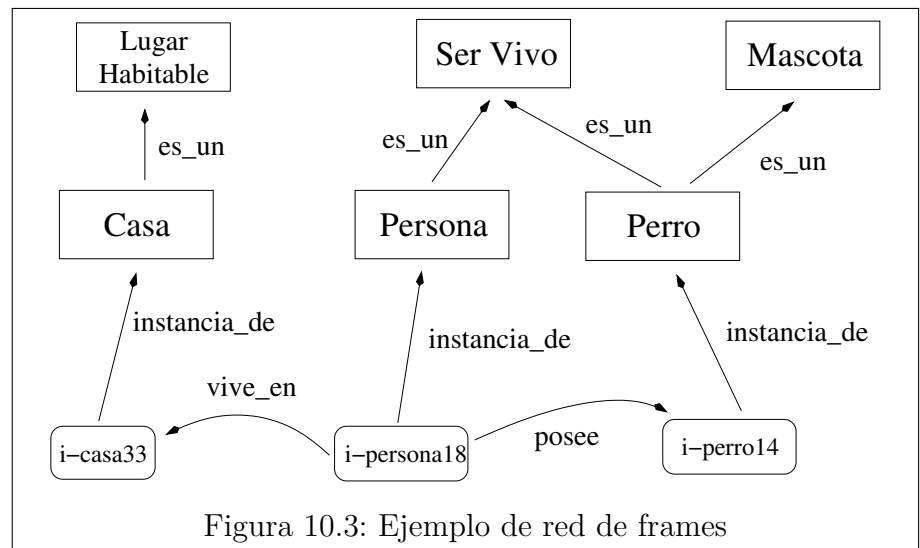 Lugar
Habitable
Ser Vivo
Mascota
es_un
es_un
es_un
es_un
Casa
Persona
Perro
instancia_de
instancia_de
instancia_de
vive_en
posee
i-casa33
i-persona18
i-perro14
Figura 10.3: Ejemplo de red de frames